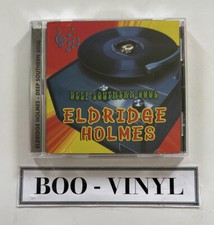 ELDRIDGE HOLMES - DEEP SOUTHERN SOUL
DEEP SOUTHERN SOUL
ELDRIDGE
HOLMES
BOO - VINYL